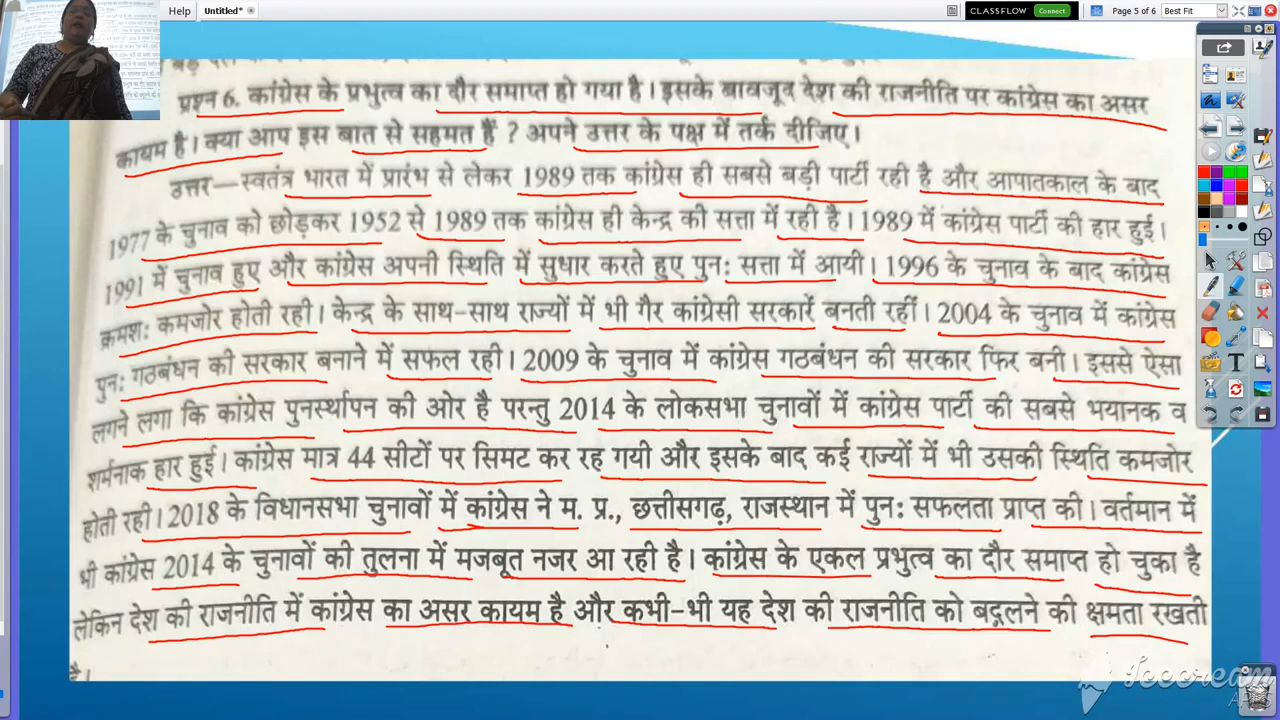 Help
Untitled*
CLASSFLOW Connect
Page 5 of 6
Best Fit
प्रश्न 6. कांग्रेस के प्रभुत्व का दौर समाप्त हो गया है। इसके बावजूद देश की राजनीति पर कांग्रेस का असर
कायम है। क्या आप इस बात से सहमत हैं ? अपने उत्तर के पक्ष में तर्क दीजिए।
उत्तर—स्वतंत्र भारत में प्रारंभ से लेकर 1989 तक कांग्रेस ही सबसे बड़ी पार्टी रही है और आपातकाल के बाद
1977 के चुनाव को छोड़कर 1952 से 1989 तक कांग्रेस ही केन्द्र की सत्ता में रही है। 1989 में कांग्रेस पार्टी की हार हुई।
1991 में चुनाव हुए और कांग्रेस अपनी स्थिति में सुधार करते हुए पुन: सत्ता में आयी। 1996 के चुनाव के बाद कांग्रेस
क्रमश: कमजोर होती रही। केन्द्र के साथ-साथ राज्यों में भी गैर कांग्रेसी सरकारें बनती रहीं। 2004 के चुनाव में कांग्रेस
पुन: गठबंधन की सरकार बनाने में सफल रही। 2009 के चुनाव में कांग्रेस गठबंधन की सरकार फिर बनी। इससे ऐसा
लगने लगा कि कांग्रेस पुनर्स्थापन की ओर है परन्तु 2014 के लोकसभा चुनावों में कांग्रेस पार्टी की सबसे भयानक व
शर्मनाक हार हुई। कांग्रेस मात्र 44 सीटों पर सिमट कर रह गयी और इसके बाद कई राज्यों में भी उसकी स्थिति कमजोर
होती रही। 2018 के विधानसभा चुनावों में कांग्रेस ने म. प्र., छत्तीसगढ़, राजस्थान में पुन: सफलता प्राप्त की। वर्तमान में
भी कांग्रेस 2014 के चुनावों की तुलना में मजबूत नजर आ रही है। कांग्रेस के एकल प्रभुत्व का दौर समाप्त हो चुका है
लेकिन देश की राजनीति में कांग्रेस का असर कायम है और कभी-भी यह देश की राजनीति को बदलने की क्षमता रखती
है।
Icecream
APPS